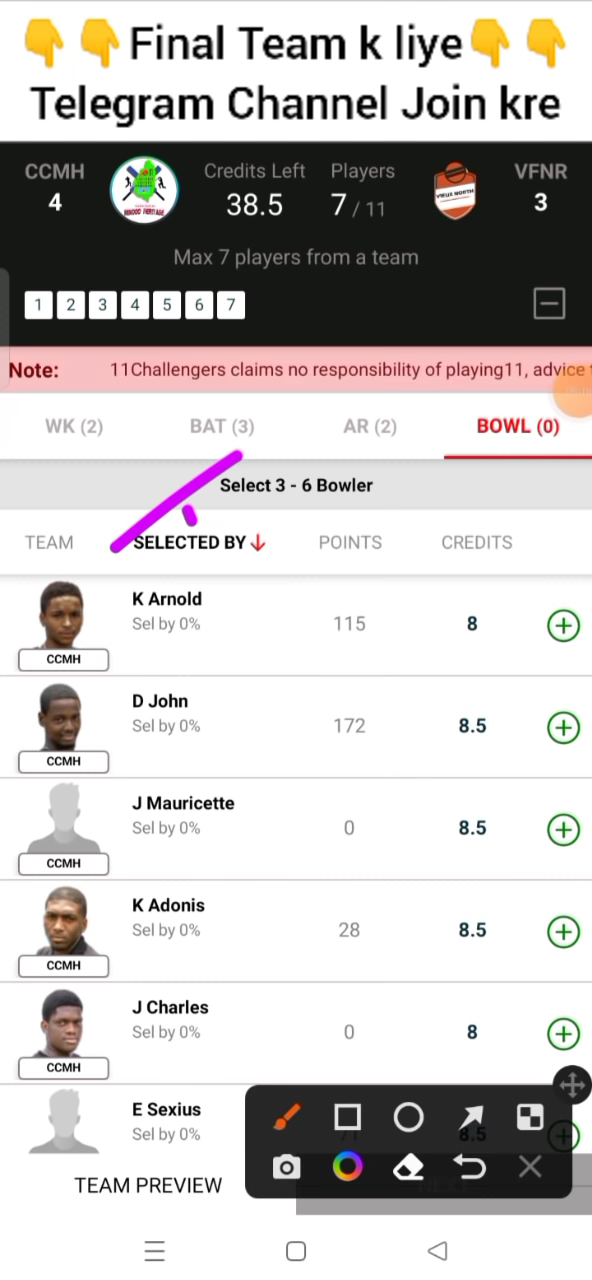 👇👇Final Team k liye👇👇
Telegram Channel Join kre
CCMH Credits Left Players VFNR
4 38.5 7 / 11 3
VIEUX NORTH
Max 7 players from a team
1 2 3 4 5 6 7
Note: 11Challengers claims no responsibility of playing11, advice
WK (2) BAT (3) AR (2) BOWL (0)
Select 3 - 6 Bowler
TEAM SELECTED BY↓ POINTS CREDITS
K Arnold
Sel by 0% 115 8
CCMH
D John
Sel by 0% 172 8.5
CCMH
J Mauricette
Sel by 0% 0 8.5
CCMH
K Adonis
Sel by 0% 28 8.5
CCMH
J Charles
Sel by 0% 0 8
CCMH
E Sexius
Sel by 0% 71 8.5
TEAM PREVIEW